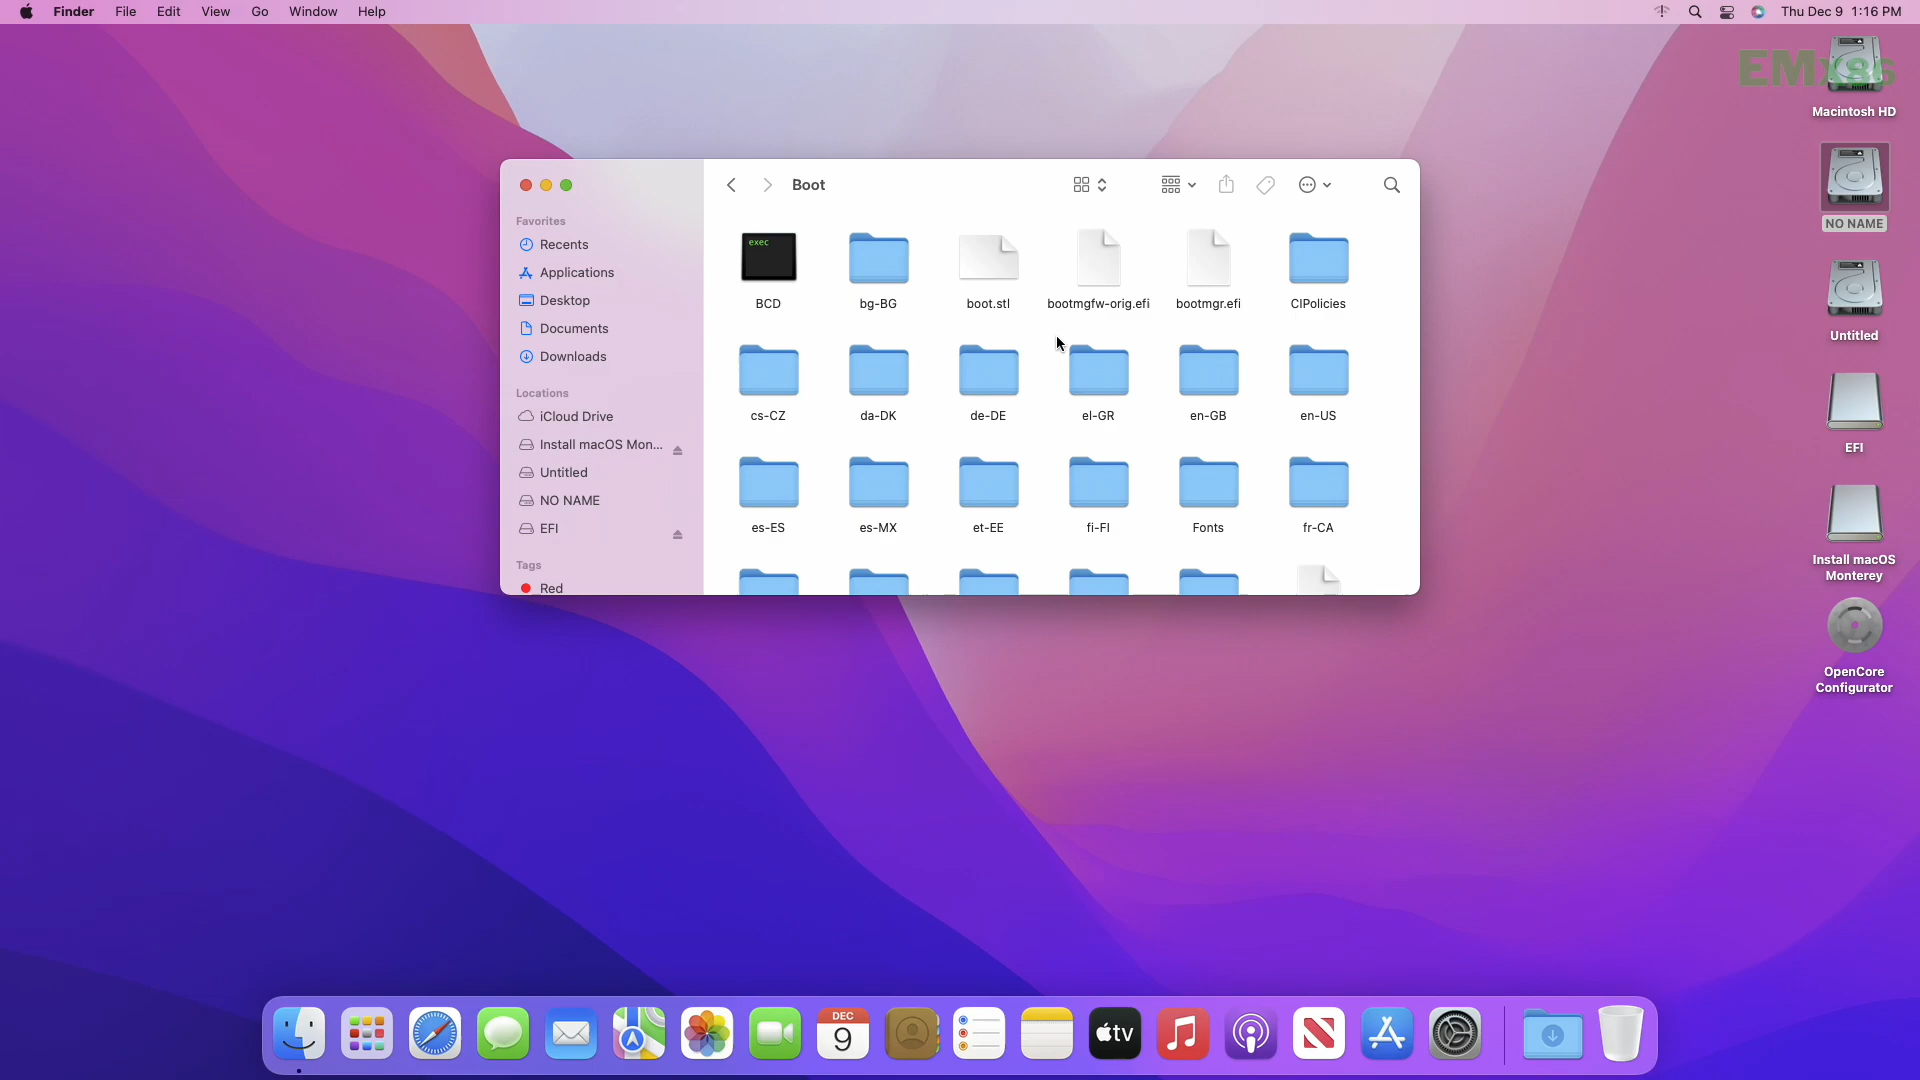 Finder File Edit View Go Window Help
Thu Dec 9 1:16 PM
EMX86
Macintosh HD
NO NAME
Untitled
EFI
Install macOS
Monterey
OpenCore
Configurator
Boot
Favorites
Recents
Applications
Desktop
Documents
Downloads
Locations
iCloud Drive
Install macOS Mon...
Untitled
NO NAME
EFI
Tags
Red
exec
BCD bg-BG boot.stl bootmgfw-orig.efi bootmgr.efi CIPolicies
cs-CZ da-DK de-DE el-GR en-GB en-US
es-ES es-MX et-EE fi-FI Fonts fr-CA
DEC
9
tv